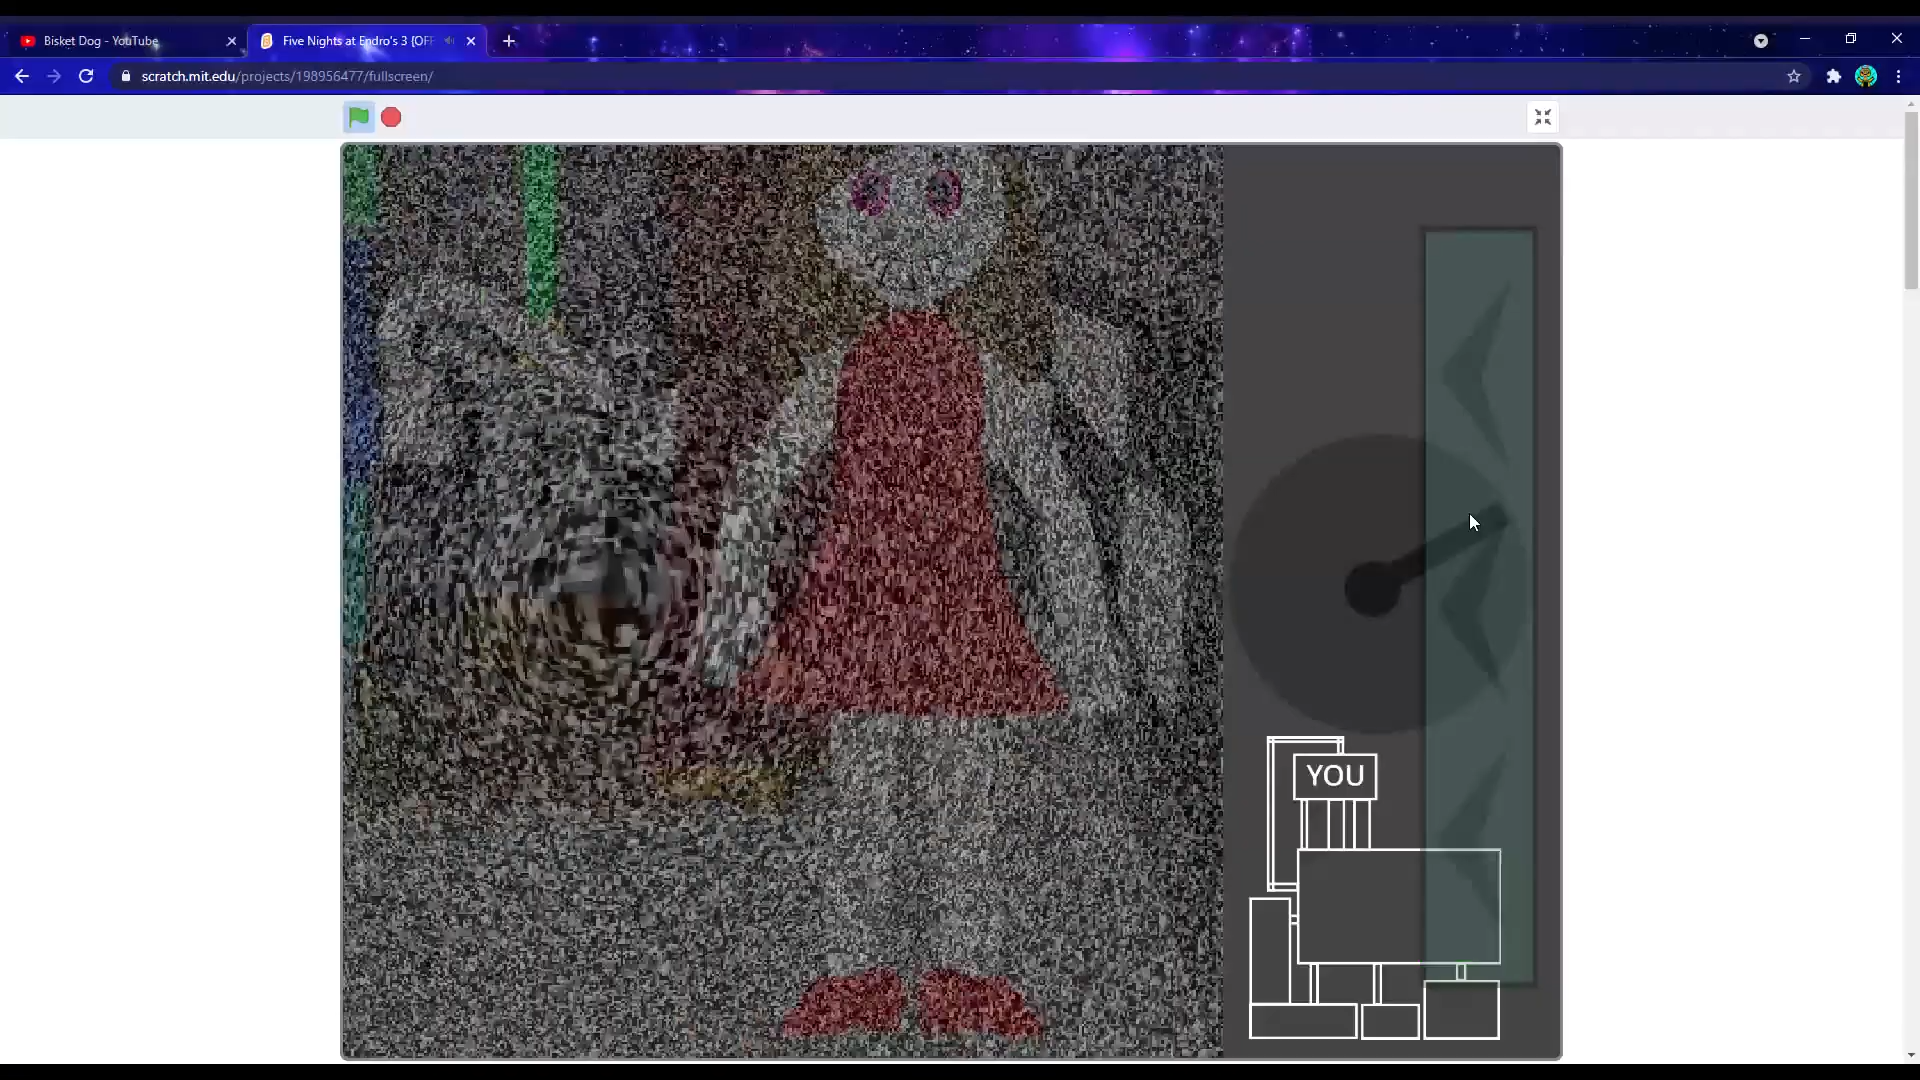 Bisket Dog - YouTube
Five Nights at Endro's 3 {OFF
scratch.mit.edu/projects/198956477/fullscreen/
YOU